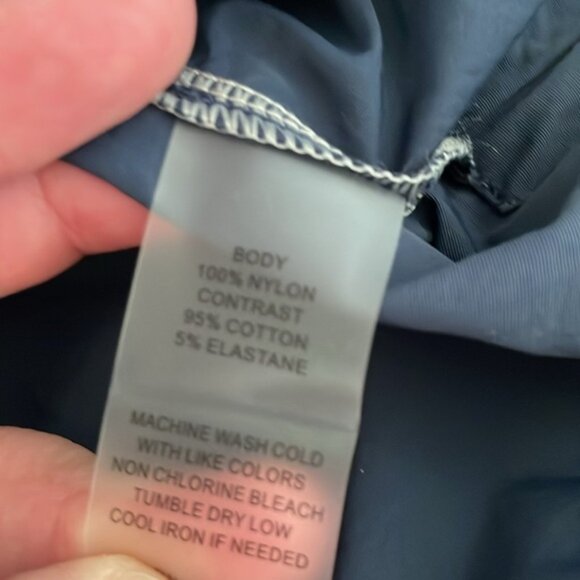 BODY
100% NYLON
CONTRAST
95% COTTON
5% ELASTANE
MACHINE WASH COLD
WITH LIKE COLORS
NON CHLORINE BLEACH
TUMBLE DRY LOW
COOL IRON IF NEEDED